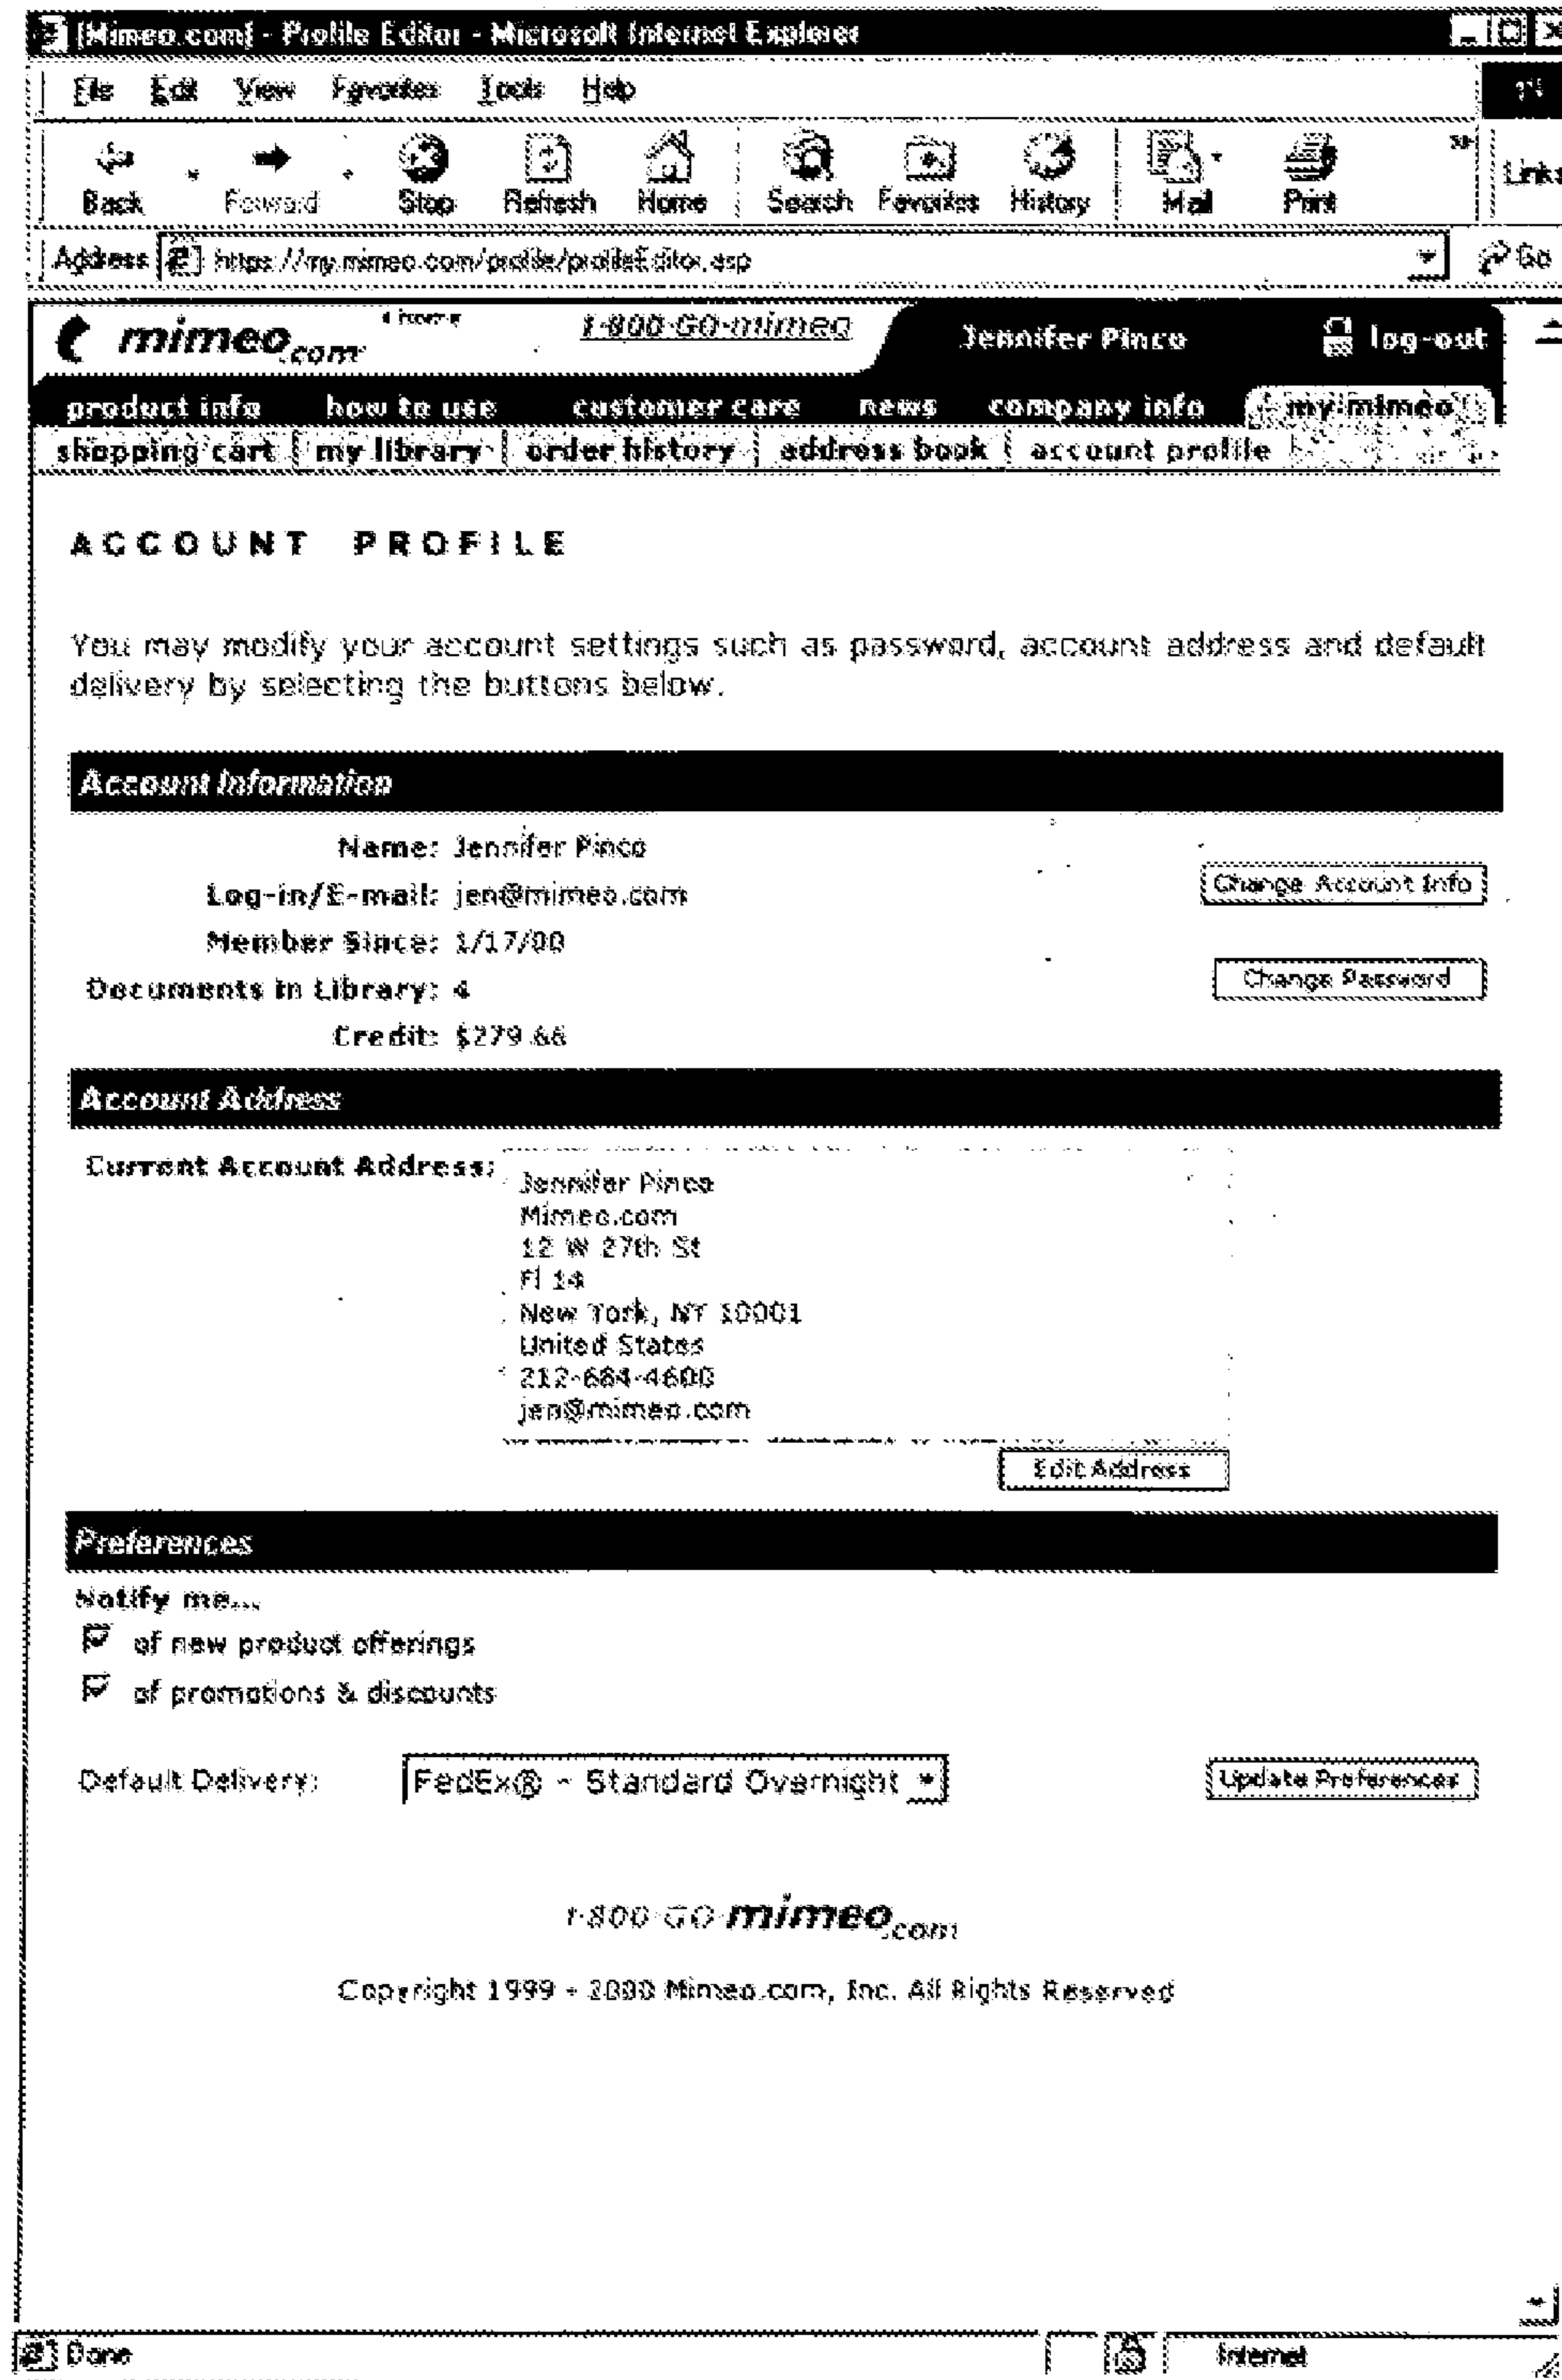 [Mimeo.com] - Profile Editor - Microsoft Internet Explorer
File Edit View Favorites Tools Help
Back Forward Stop Refresh Home Search Favorites History Mail Print » Links
Address https://my.mimeo.com/profile/profileEditor.asp Go
mimeo.com home 1-800-GO-mimeo Jennifer Pinco log-out
product info how to use customer care news company info my mimeo
shopping cart my library order history address book account profile
ACCOUNT PROFILE
You may modify your account settings such as password, account address and default
delivery by selecting the buttons below.
Account Information
Name: Jennifer Pinco
Log-in/E-mail: jen@mimeo.com
Change Account Info
Member Since: 1/17/00
Documents in Library: 4
Change Password
Credit: $279.66
Account Address
Current Account Address:
Jennifer Pinco
Mimeo.com
12 W 27th St
Fl 14
New York, NY 10001
United States
212-684-4600
jen@mimeo.com
Edit Address
Preferences
Notify me...
of new product offerings
of promotions & discounts
Default Delivery: FedEx® - Standard Overnight Update Preferences
1-800-GO-mimeo.com
Copyright 1999 - 2000 Mimeo.com, Inc. All Rights Reserved
Done Internet